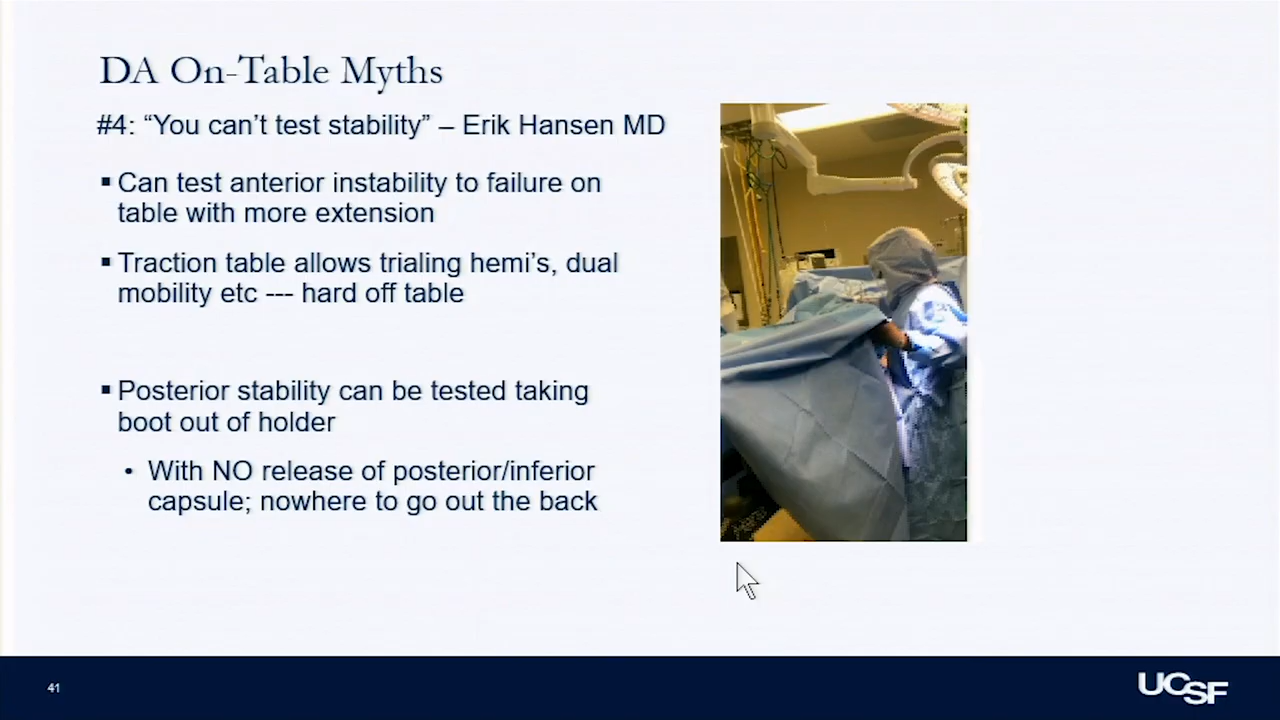 DA On-Table Myths
#4: “You can’t test stability” – Erik Hansen MD
▪ Can test anterior instability to failure on
table with more extension
▪ Traction table allows trialing hemi’s, dual
mobility etc --- hard off table
▪ Posterior stability can be tested taking
boot out of holder
• With NO release of posterior/inferior
capsule; nowhere to go out the back
41
UCSF